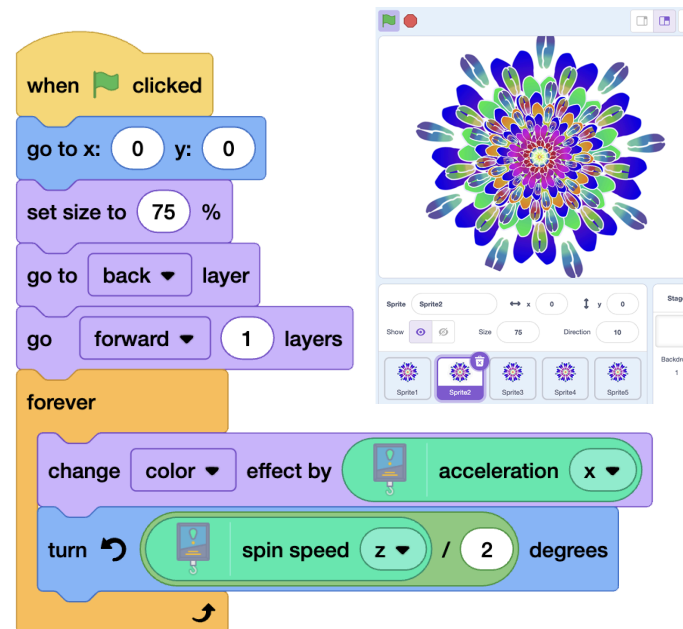 when clicked
go to x: 0 y: 0
set size to 75 %
go to back layer
go forward 1 layers
forever
change color effect by acceleration x
turn spin speed z / 2 degrees
Sprite Sprite2 x 0 y 0
Show Size 75 Direction 10
Sprite1 Sprite2 Sprite3 Sprite4 Sprite5
1